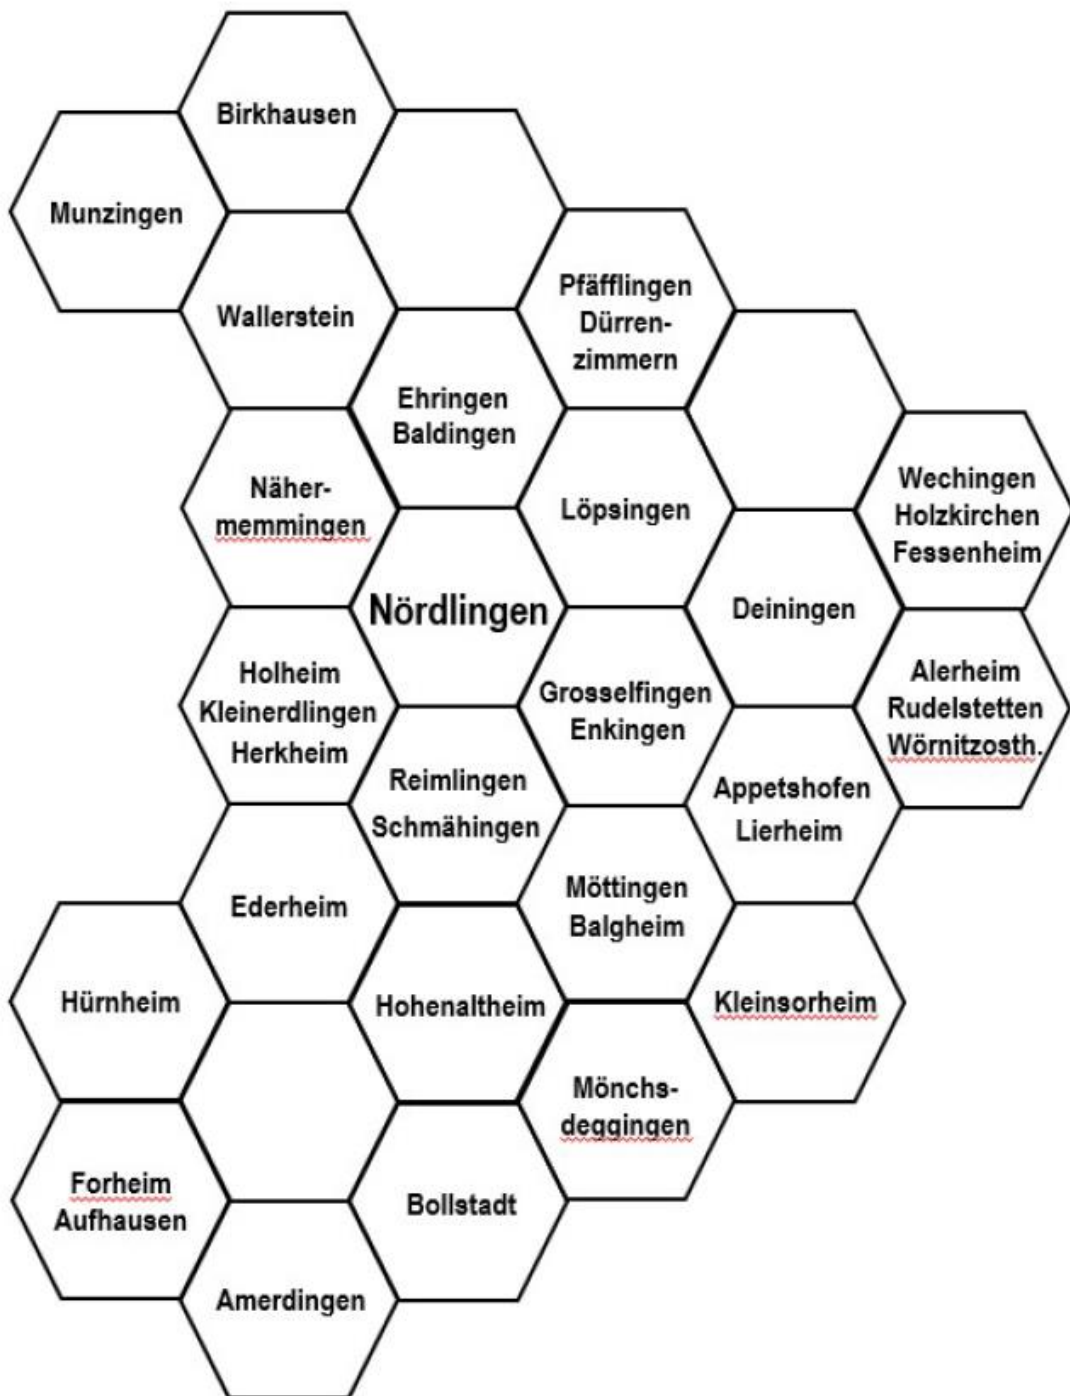 Birkhausen
Munzingen
Wallerstein
Pfäfflingen
Dürren-
zimmern
Ehringen
Baldingen
Näher-
memmingen
Löpsingen
Wechingen
Holzkirchen
Fessenheim
Nördlingen
Deiningen
Holheim
Kleinerdlingen
Herkheim
Grosselfingen
Enkingen
Alerheim
Rudelstetten
Wörnitzosth.
Reimlingen
Schmähingen
Appetshofen
Lierheim
Ederheim
Möttingen
Balgheim
Hürnheim
Hohenaltheim
Kleinsorheim
Mönchs-
deggingen
Forheim
Aufhausen
Bollstadt
Amerdingen